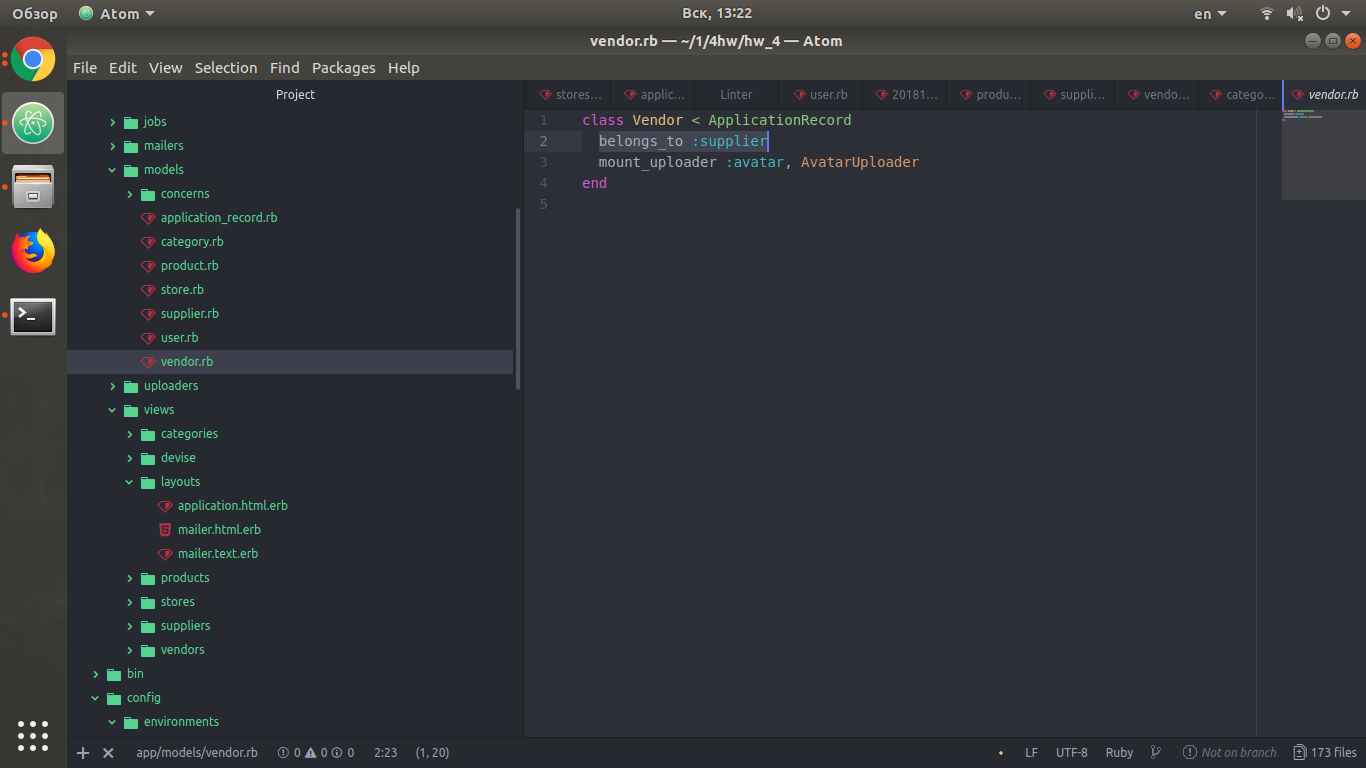 Обзор
Atom
Вск, 13:22
en
vendor.rb — ~/1/4hw/hw_4 — Atom
File Edit View Selection Find Packages Help
Project
jobs
mailers
models
concerns
application_record.rb
category.rb
product.rb
store.rb
supplier.rb
user.rb
vendor.rb
uploaders
views
categories
devise
layouts
application.html.erb
mailer.html.erb
mailer.text.erb
products
stores
suppliers
vendors
bin
config
environments
stores… applic… Linter user.rb 20181… produ… suppli… vendo… catego… vendor.rb
1 class Vendor < ApplicationRecord
2 belongs_to :supplier
3 mount_uploader :avatar, AvatarUploader
4 end
5
app/models/vendor.rb 0 0 0 2:23 (1, 20) LF UTF-8 Ruby Not on branch 173 files